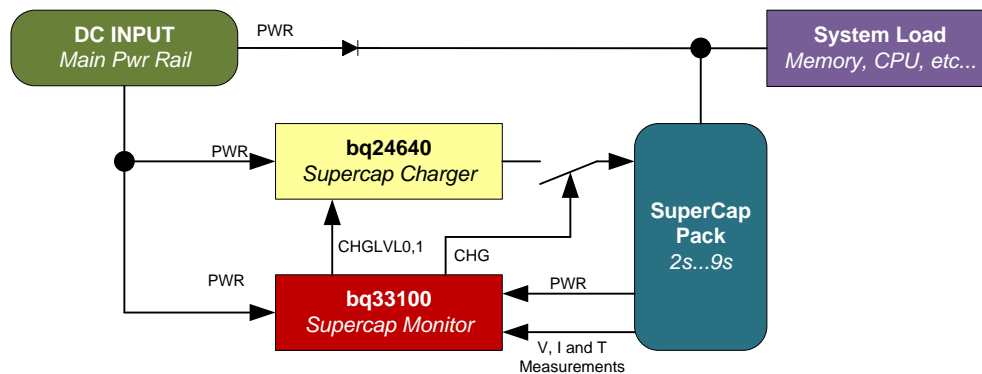 DC INPUT
Main Pwr Rail
PWR
System Load
Memory, CPU, etc...
PWR
bq24640
Supercap Charger
SuperCap
Pack
2s...9s
CHGLVL0,1
CHG
PWR
bq33100
Supercap Monitor
PWR
V, I and T
Measurements